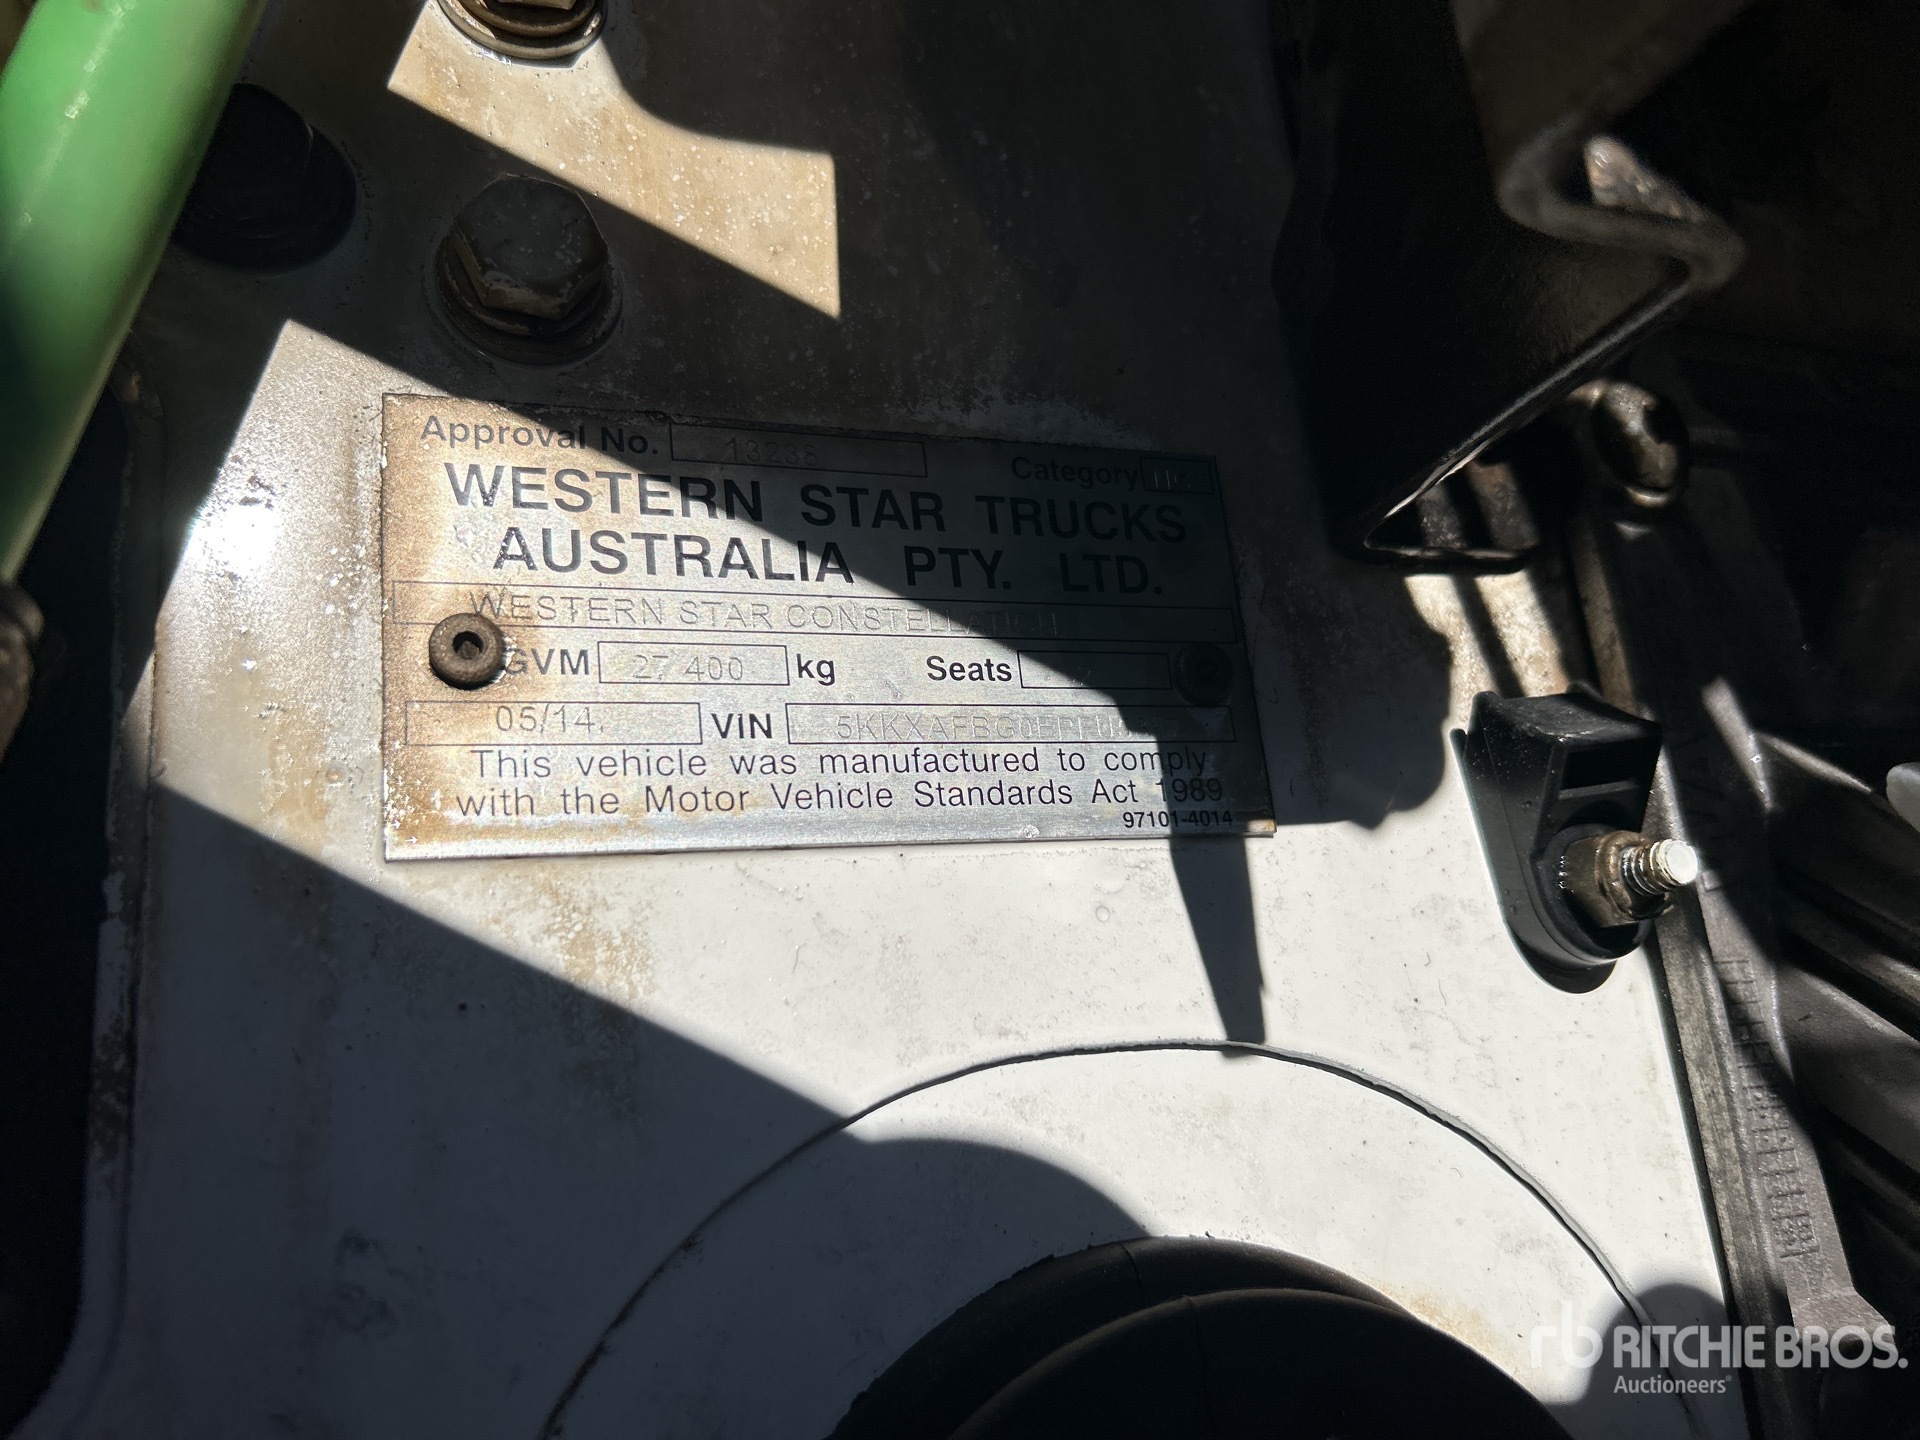 Approval No. 13238
Category
WESTERN STAR TRUCKS
AUSTRALIA PTY. LTD.
WESTERN STAR CONSTELLATION
GVM 27 400 kg Seats
05/14. VIN
This vehicle was manufactured to comply
with the Motor Vehicle Standards Act 1989
97101-4014
rb RITCHIE BROS.
Auctioneers